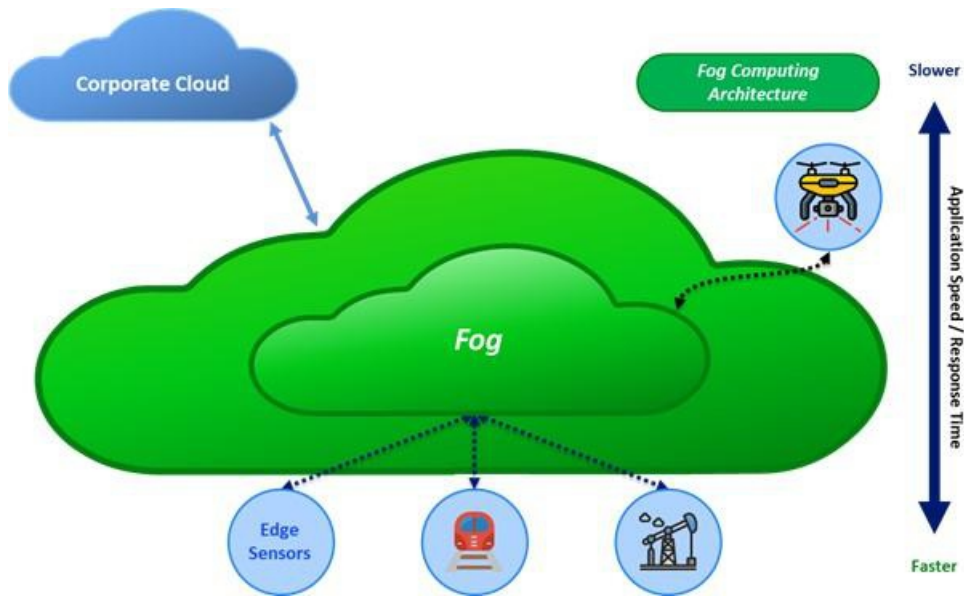 Corporate Cloud
Fog Computing
Architecture
Slower
Application Speed / Response Time
Fog
Edge
Sensors
Faster